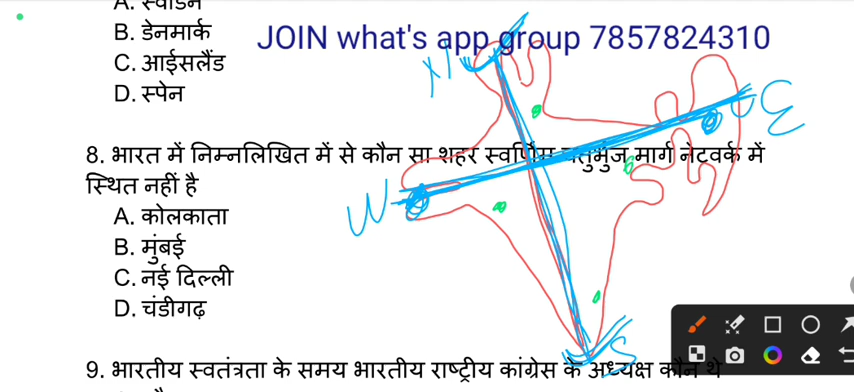 A. स्वीडन
B. डेनमार्क
JOIN what's app group 7857824310
C. आईसलैंड
D. स्पेन
N
E
8. भारत में निम्नलिखित में से कौन सा शहर स्वर्णिम चतुर्भुज मार्ग नेटवर्क में
स्थित नहीं है
A. कोलकाता
W
B. मुंबई
C. नई दिल्ली
D. चंडीगढ़
S
9. भारतीय स्वतंत्रता के समय भारतीय राष्ट्रीय कांग्रेस के अध्यक्ष कौन थे